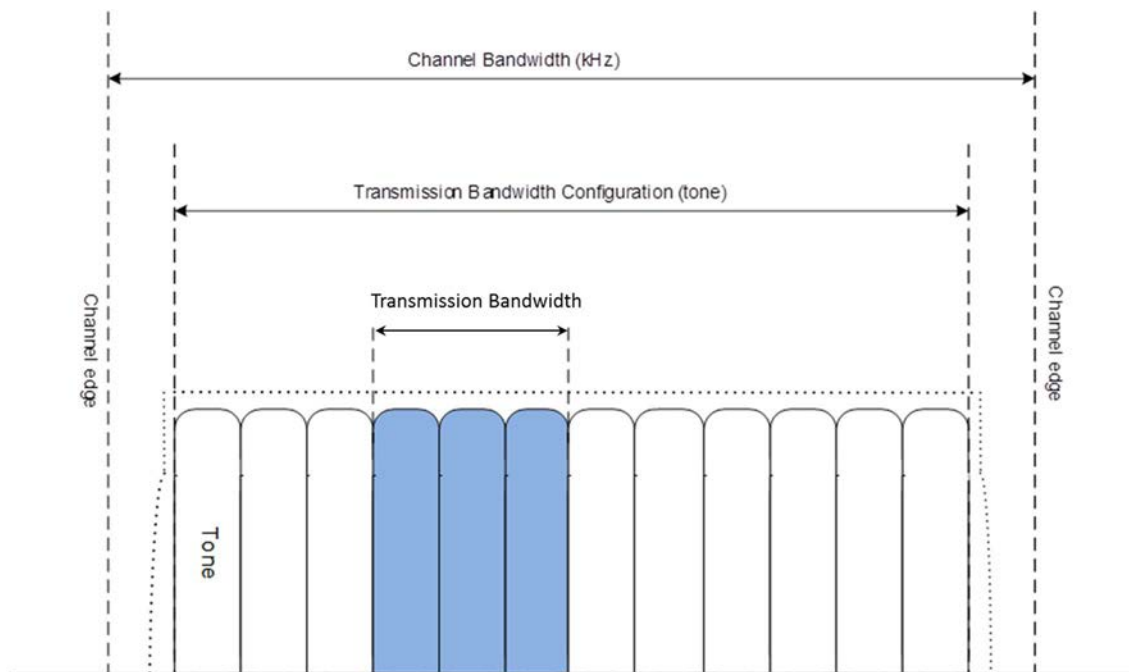 Channel Bandwidth (kHz)
Transmission Bandwidth Configuration (tone)
Transmission Bandwidth
Channel edge
Channel edge
Tone